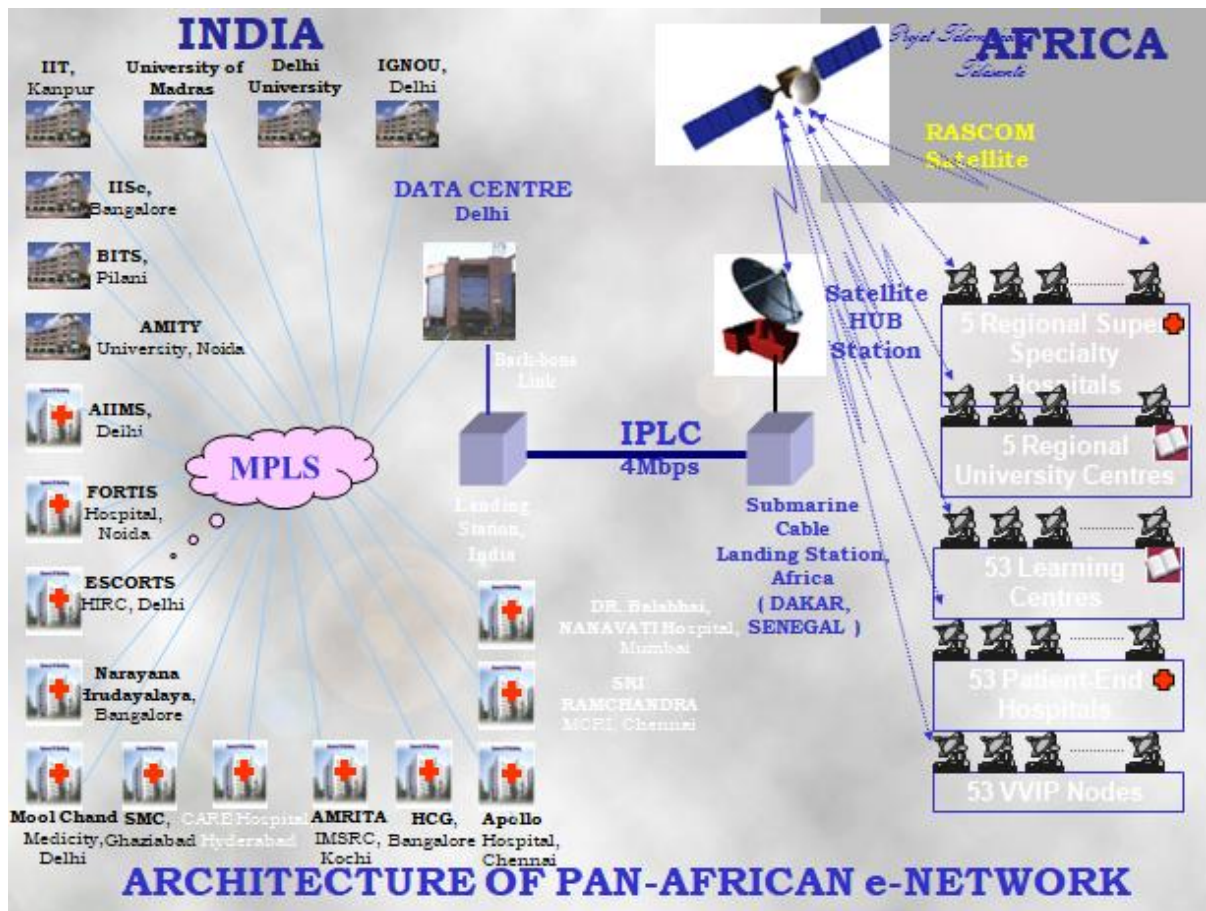 INDIA
AFRICA
Projet Telemedecine
Telesante
IIT,
Kanpur
University of
Madras
Delhi
University
IGNOU,
Delhi
RASCOM
Satellite
IISc,
Bangalore
DATA CENTRE
Delhi
BITS,
Pilani
AMITY
University, Noida
Back-bone
Link
Satellite
HUB
Station
5 Regional Super
Specialty
Hospitals
AIIMS,
Delhi
MPLS
IPLC
4Mbps
5 Regional
University Centres
FORTIS
Hospital,
Noida
Landing
Station,
India
Submarine
Cable
Landing Station,
Africa
( DAKAR,
SENEGAL )
53 Learning
Centres
ESCORTS
HIRC, Delhi
DR. Balabhai,
NANAVATI Hospital,
Mumbai
Narayana
Hrudayalaya,
Bangalore
SRI
RAMCHANDRA
MCRI, Chennai
53 Patient-End
Hospitals
53 VVIP Nodes
Mool Chand
Medicity,
Delhi
SMC,
Ghaziabad
CARE Hospital
Hyderabad
AMRITA
IMSRC,
Kochi
HCG,
Bangalore
Apollo
Hospital,
Chennai
ARCHITECTURE OF PAN-AFRICAN e-NETWORK